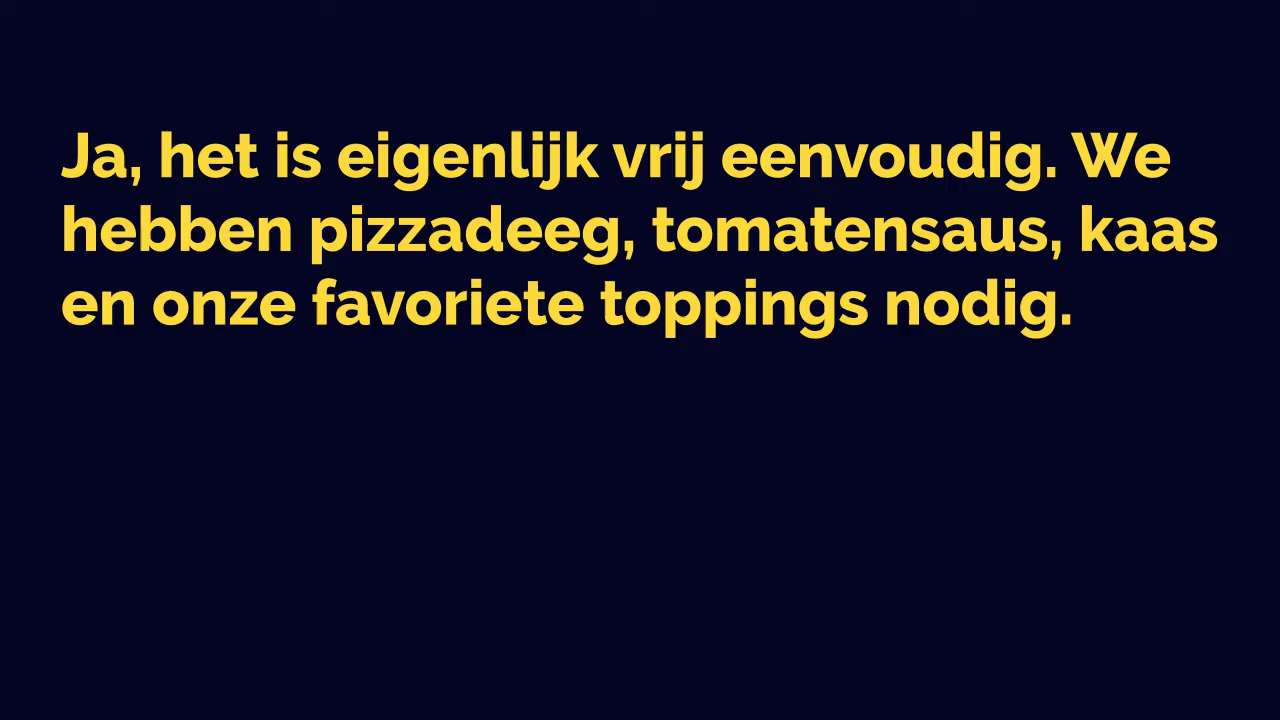 Ja, het is eigenlijk vrij eenvoudig. We
hebben pizzadeeg, tomatensaus, kaas
en onze favoriete toppings nodig.